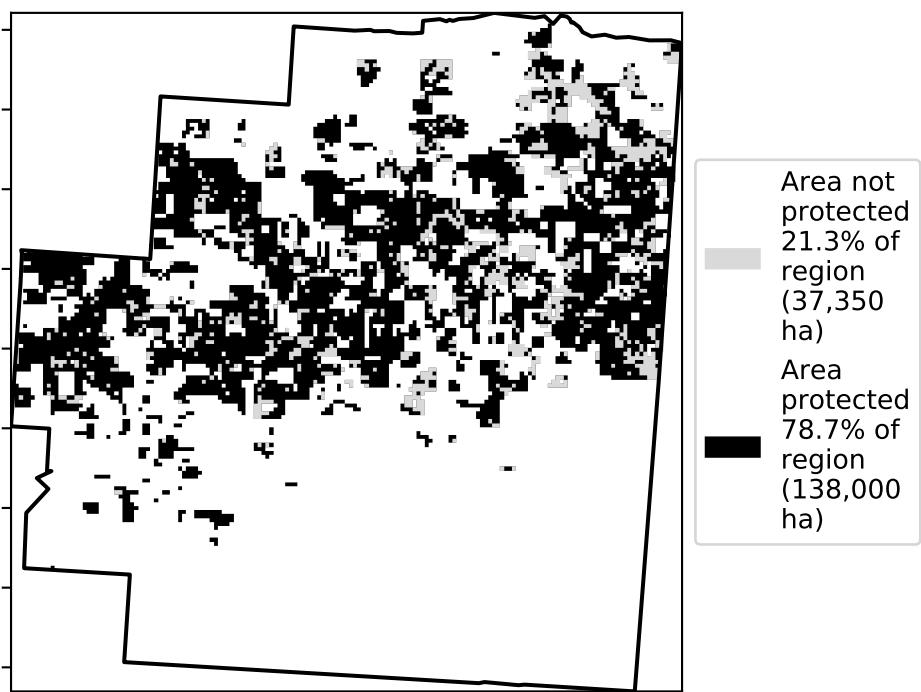 Area not
protected
21.3% of
region
(37,350
ha)
Area
protected
78.7% of
region
(138,000
ha)